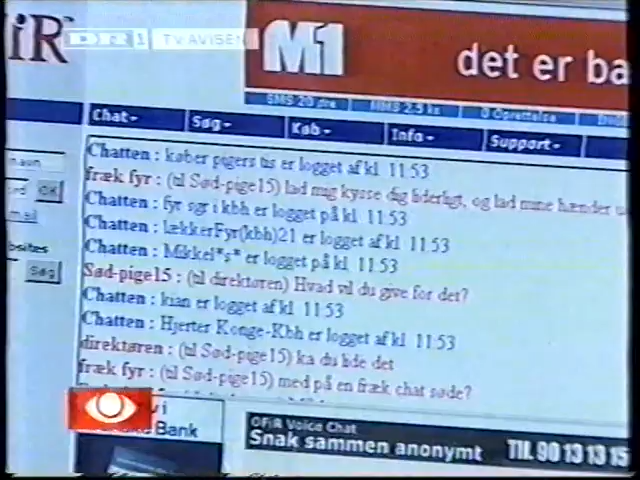 iR
DR1 TV AVISEN
M1
det er ba
SMS 20 øre MMS 2,5 kr 0 Oprettelse
Chat Søg Køb Info Support
navn
OK
mail
bsites
Søg
Chatten : køber pigers tis er logget af kl 11:53
fræk fyr : (til Sød-pige15) lad mig kysse dig liderligt, og lad mine hænder
Chatten : fyr sgr i kbh er logget på kl 11:53
Chatten : lækkerFyr(kbh)21 er logget af kl 11:53
Chatten : Mikkel*s* er logget på kl 11:53
Sød-pige15 : (til direktøren) Hvad vil du give for det?
Chatten : kian er logget af kl 11:53
Chatten : Hjerter Konge-Kbh er logget af kl 11:53
direktøren : (til Sød-pige15) ka du lide det
fræk fyr : (til Sød-pige15) med på en fræk chat søde?
vi
Bank
OFiR Voice Chat
Snak sammen anonymt
Tlf. 90 13 13 15